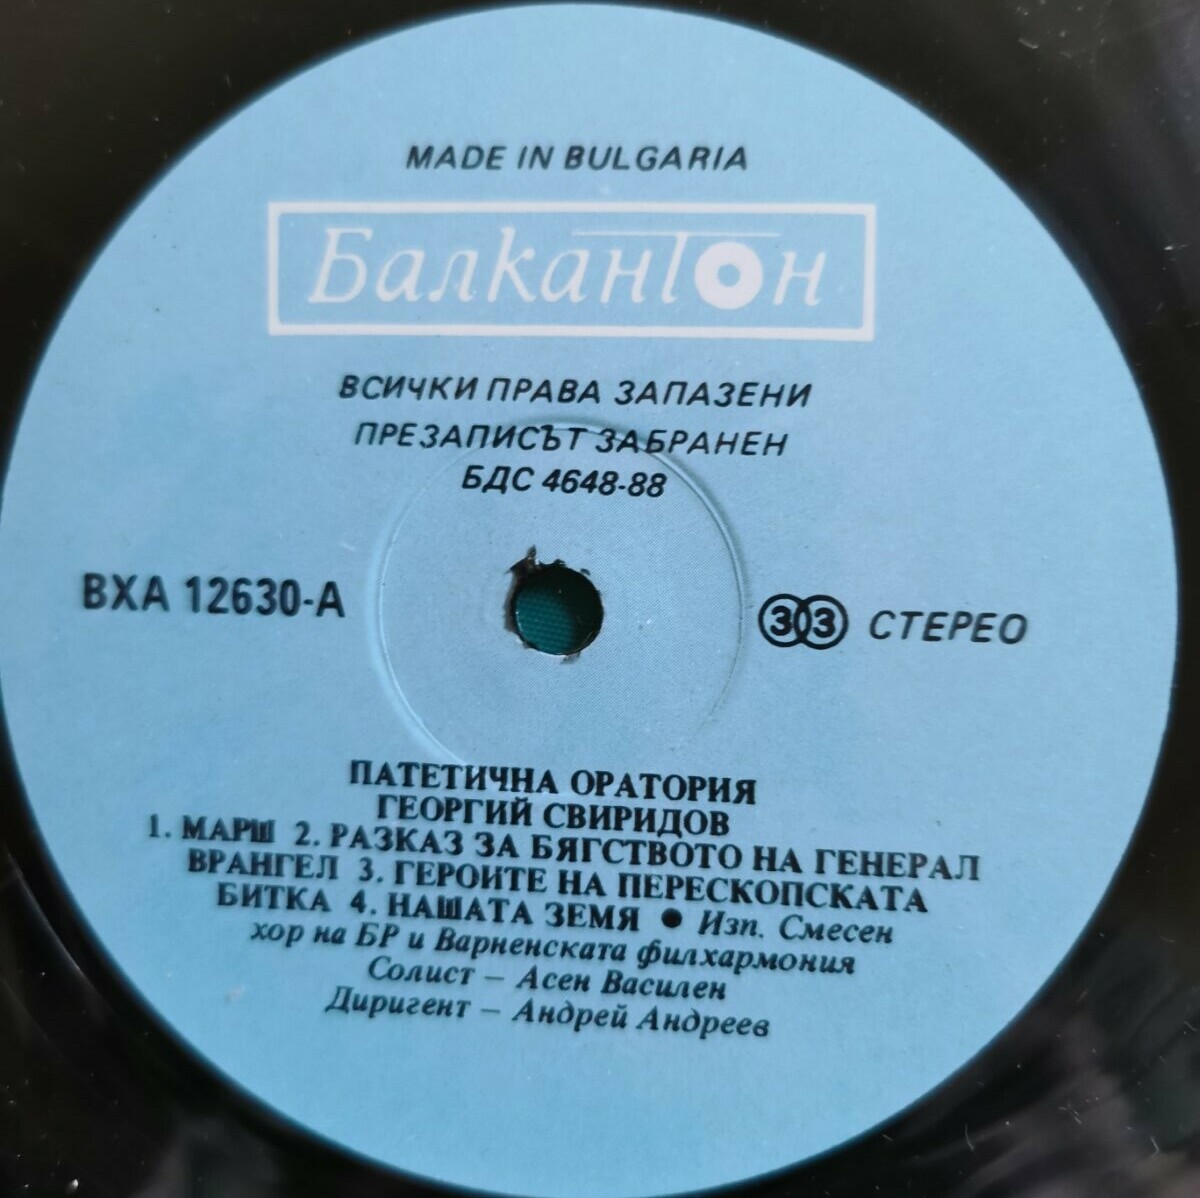 MADE IN BULGARIA
Балкантон
ВСИЧКИ ПРАВА ЗАПАЗЕНИ
ПРЕЗАПИСЪТ ЗАБРАНЕН
БДС 4648-88
ВХА 12630-А
33 СТЕРЕО
ПАТЕТИЧНА ОРАТОРИЯ
ГЕОРГИЙ СВИРИДОВ
1. МАРШ 2. РАЗКАЗ ЗА БЯГСТВОТО НА ГЕНЕРАЛ
ВРАНГЕЛ 3. ГЕРОИТЕ НА ПЕРЕСКОПСКАТА
БИТКА 4. НАШАТА ЗЕМЯ ● Изп. Смесен
хор на БР и Варненската филхармония
Солист – Асен Василен
Диригент – Андрей Андреев